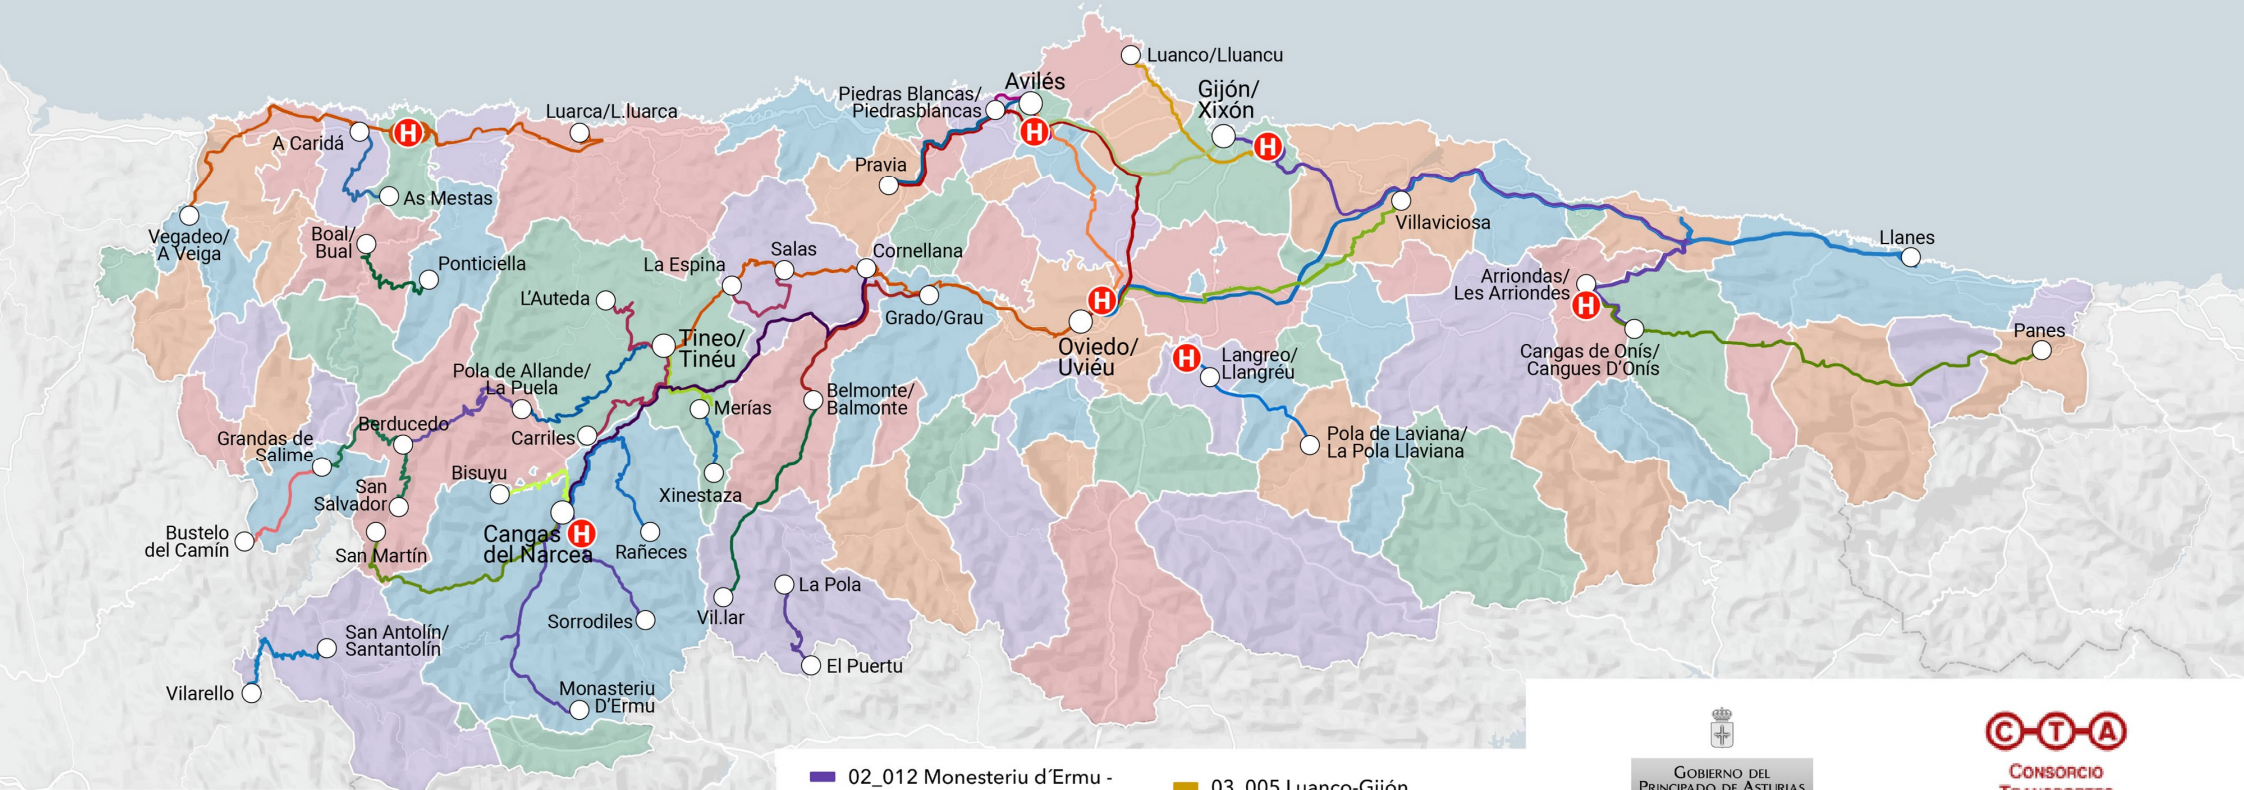 Luanco/Lluancu
Avilés
Gijón/
Xixón
Piedras Blancas/
Piedrasblancas
Luarca/L.luarca
H
H
H
A Caridá
Pravia
As Mestas
Villaviciosa
Vegadeo/
A Veiga
Boal/
Bual
Ponticiella
La Espina
Salas
Cornellana
Llanes
L'Auteda
Arriondas/
Les Arriondes
H
H
Grado/Grau
Oviedo/
Uviéu
Tineo/
Tinéu
Panes
Cangas de Onís/
Cangues D'Onís
H
Langreo/
Llangréu
Pola de Allande/
La Puela
Merías
Belmonte/
Balmonte
Berducedo
Carriles
Grandas de
Salime
Pola de Laviana/
La Pola Llaviana
Bisuyu
San
Salvador
Xinestaza
Cangas
del Narcea
H
Rañeces
Bustelo
del Camín
San Martín
La Pola
Vil.lar
Sorrodiles
San Antolín/
Santantolín
El Puertu
Vilarello
Monasteriu
D'Ermu
02_012 Monesteriu d´Ermu -
03_005 Luanco-Gijón
GOBIERNO DEL
PRINCIPADO DE ASTURIAS
C-T-A
CONSORCIO
TRANSPORTES